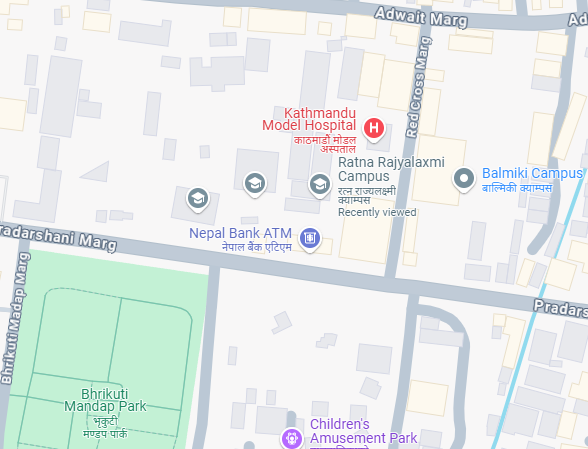 Adwait Marg
Ad
Red Cross Marg
Kathmandu
Model Hospital
काठमाडौं मोडल
अस्पताल
H
Ratna Rajyalaxmi
Campus
रत्न राज्यलक्ष्मी
क्याम्पस
Recently viewed
Balmiki Campus
बाल्मिकी क्याम्पस
Nepal Bank ATM
नेपाल बैंक एटिएम
radarshani Marg
Pradars
Bhrikuti Madap Marg
Bhrikuti
Mandap Park
भृकुटी
मण्डप पार्क
Children's
Amusement Park